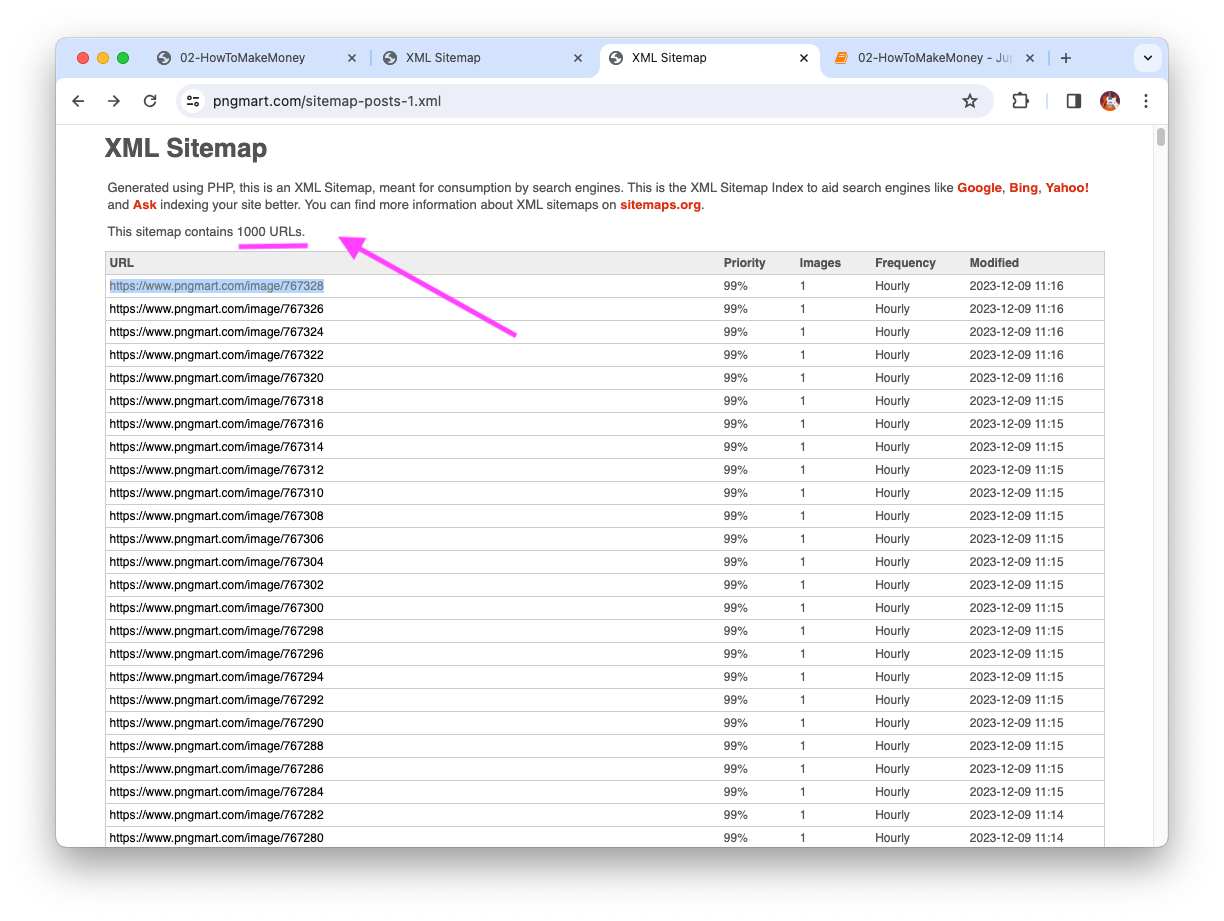 02-HowToMakeMoney
XML Sitemap
XML Sitemap
02-HowToMakeMoney - Jup
pngmart.com/sitemap-posts-1.xml
XML Sitemap
Generated using PHP, this is an XML Sitemap, meant for consumption by search engines. This is the XML Sitemap Index to aid search engines like Google, Bing, Yahoo!
and Ask indexing your site better. You can find more information about XML sitemaps on sitemaps.org.
This sitemap contains 1000 URLs.
URL Priority Images Frequency Modified
https://www.pngmart.com/image/767328 99% 1 Hourly 2023-12-09 11:16
https://www.pngmart.com/image/767326 99% 1 Hourly 2023-12-09 11:16
https://www.pngmart.com/image/767324 99% 1 Hourly 2023-12-09 11:16
https://www.pngmart.com/image/767322 99% 1 Hourly 2023-12-09 11:16
https://www.pngmart.com/image/767320 99% 1 Hourly 2023-12-09 11:16
https://www.pngmart.com/image/767318 99% 1 Hourly 2023-12-09 11:15
https://www.pngmart.com/image/767316 99% 1 Hourly 2023-12-09 11:15
https://www.pngmart.com/image/767314 99% 1 Hourly 2023-12-09 11:15
https://www.pngmart.com/image/767312 99% 1 Hourly 2023-12-09 11:15
https://www.pngmart.com/image/767310 99% 1 Hourly 2023-12-09 11:15
https://www.pngmart.com/image/767308 99% 1 Hourly 2023-12-09 11:15
https://www.pngmart.com/image/767306 99% 1 Hourly 2023-12-09 11:15
https://www.pngmart.com/image/767304 99% 1 Hourly 2023-12-09 11:15
https://www.pngmart.com/image/767302 99% 1 Hourly 2023-12-09 11:15
https://www.pngmart.com/image/767300 99% 1 Hourly 2023-12-09 11:15
https://www.pngmart.com/image/767298 99% 1 Hourly 2023-12-09 11:15
https://www.pngmart.com/image/767296 99% 1 Hourly 2023-12-09 11:15
https://www.pngmart.com/image/767294 99% 1 Hourly 2023-12-09 11:15
https://www.pngmart.com/image/767292 99% 1 Hourly 2023-12-09 11:15
https://www.pngmart.com/image/767290 99% 1 Hourly 2023-12-09 11:15
https://www.pngmart.com/image/767288 99% 1 Hourly 2023-12-09 11:15
https://www.pngmart.com/image/767286 99% 1 Hourly 2023-12-09 11:15
https://www.pngmart.com/image/767284 99% 1 Hourly 2023-12-09 11:15
https://www.pngmart.com/image/767282 99% 1 Hourly 2023-12-09 11:14
https://www.pngmart.com/image/767280 99% 1 Hourly 2023-12-09 11:14